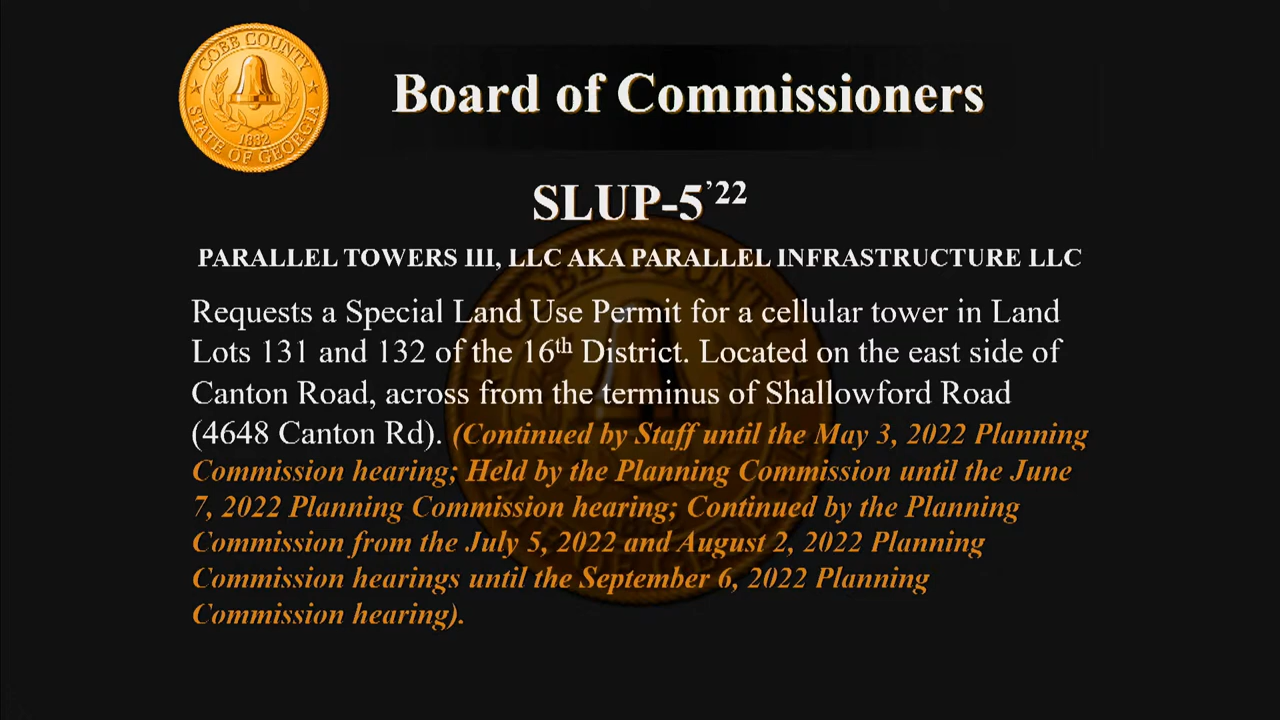 COBB COUNTY
1832
STATE OF GEORGIA
Board of Commissioners
SLUP-5’22
PARALLEL TOWERS III, LLC AKA PARALLEL INFRASTRUCTURE LLC
Requests a Special Land Use Permit for a cellular tower in Land
Lots 131 and 132 of the 16th District. Located on the east side of
Canton Road, across from the terminus of Shallowford Road
(4648 Canton Rd). (Continued by Staff until the May 3, 2022 Planning
Commission hearing; Held by the Planning Commission until the June
7, 2022 Planning Commission hearing; Continued by the Planning
Commission from the July 5, 2022 and August 2, 2022 Planning
Commission hearings until the September 6, 2022 Planning
Commission hearing).